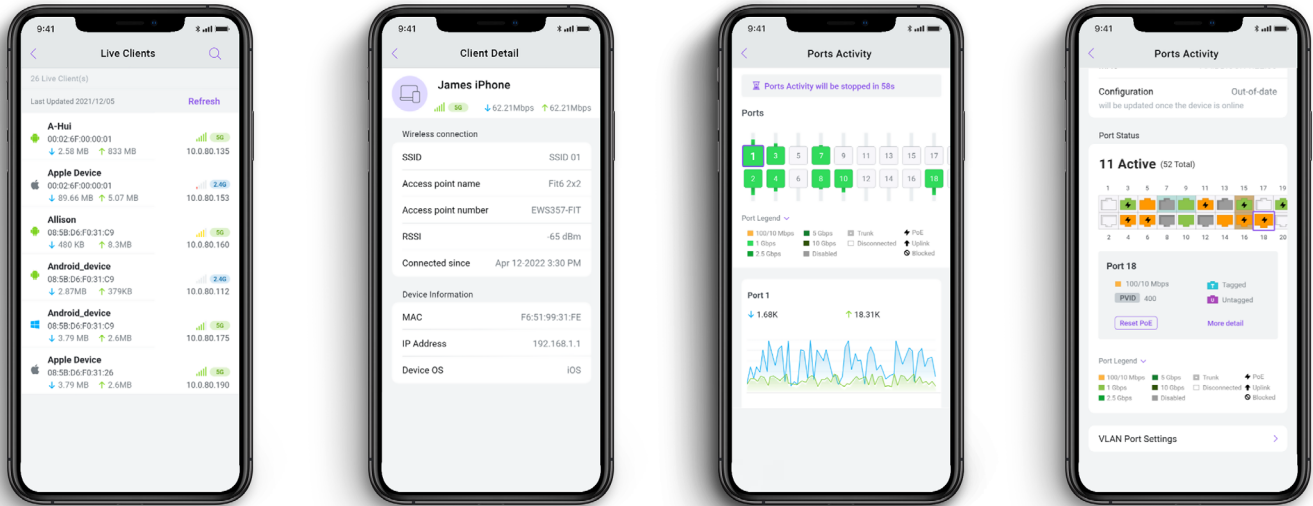 9:41
Live Clients
26 Live Client(s)
Last Updated 2021/12/05 Refresh
A-Hui
00:02:6F:00:00:01 5G
2.58 MB 833 MB 10.0.80.135
Apple Device
00:02:6F:00:00:01 2.4G
89.66 MB 5.07 MB 10.0.80.153
Allison
08:5B:D6:F0:31:C9 5G
480 KB 8.3MB 10.0.80.160
Android_device
08:5B:D6:F0:31:C9 2.4G
2.87MB 379KB 10.0.80.112
Android_device
08:5B:D6:F0:31:C9 5G
3.79 MB 2.6MB 10.0.80.175
Apple Device
08:5B:D6:F0:31:26 5G
3.79 MB 2.6MB 10.0.80.190
9:41
Client Detail
James iPhone
5G 62.21Mbps 62.21Mbps
Wireless connection
SSID SSID 01
Access point name Fit6 2x2
Access point number EWS357-FIT
RSSI -65 dBm
Connected since Apr 12-2022 3:30 PM
Device Information
MAC F6:51:99:31:FE
IP Address 192.168.1.1
Device OS iOS
9:41
Ports Activity
Ports Activity will be stopped in 58s
Ports
1 3 5 7 9 11 13 15 17
2 4 6 8 10 12 14 16 18
Port Legend
100/10 Mbps 5 Gbps Trunk PoE
1 Gbps 10 Gbps Disconnected Uplink
2.5 Gbps Disabled Blocked
Port 1
1.68K 18.31K
9:41
Ports Activity
Configuration Out-of-date
will be updated once the device is online
Port Status
11 Active (52 Total)
1 3 5 7 9 11 13 15 17 19
2 4 6 8 10 12 14 16 18 20
Port 18
100/10 Mbps T Tagged
PVID 400 U Untagged
Reset PoE More detail
Port Legend
100/10 Mbps 5 Gbps Trunk PoE
1 Gbps 10 Gbps Disconnected Uplink
2.5 Gbps Disabled Blocked
VLAN Port Settings